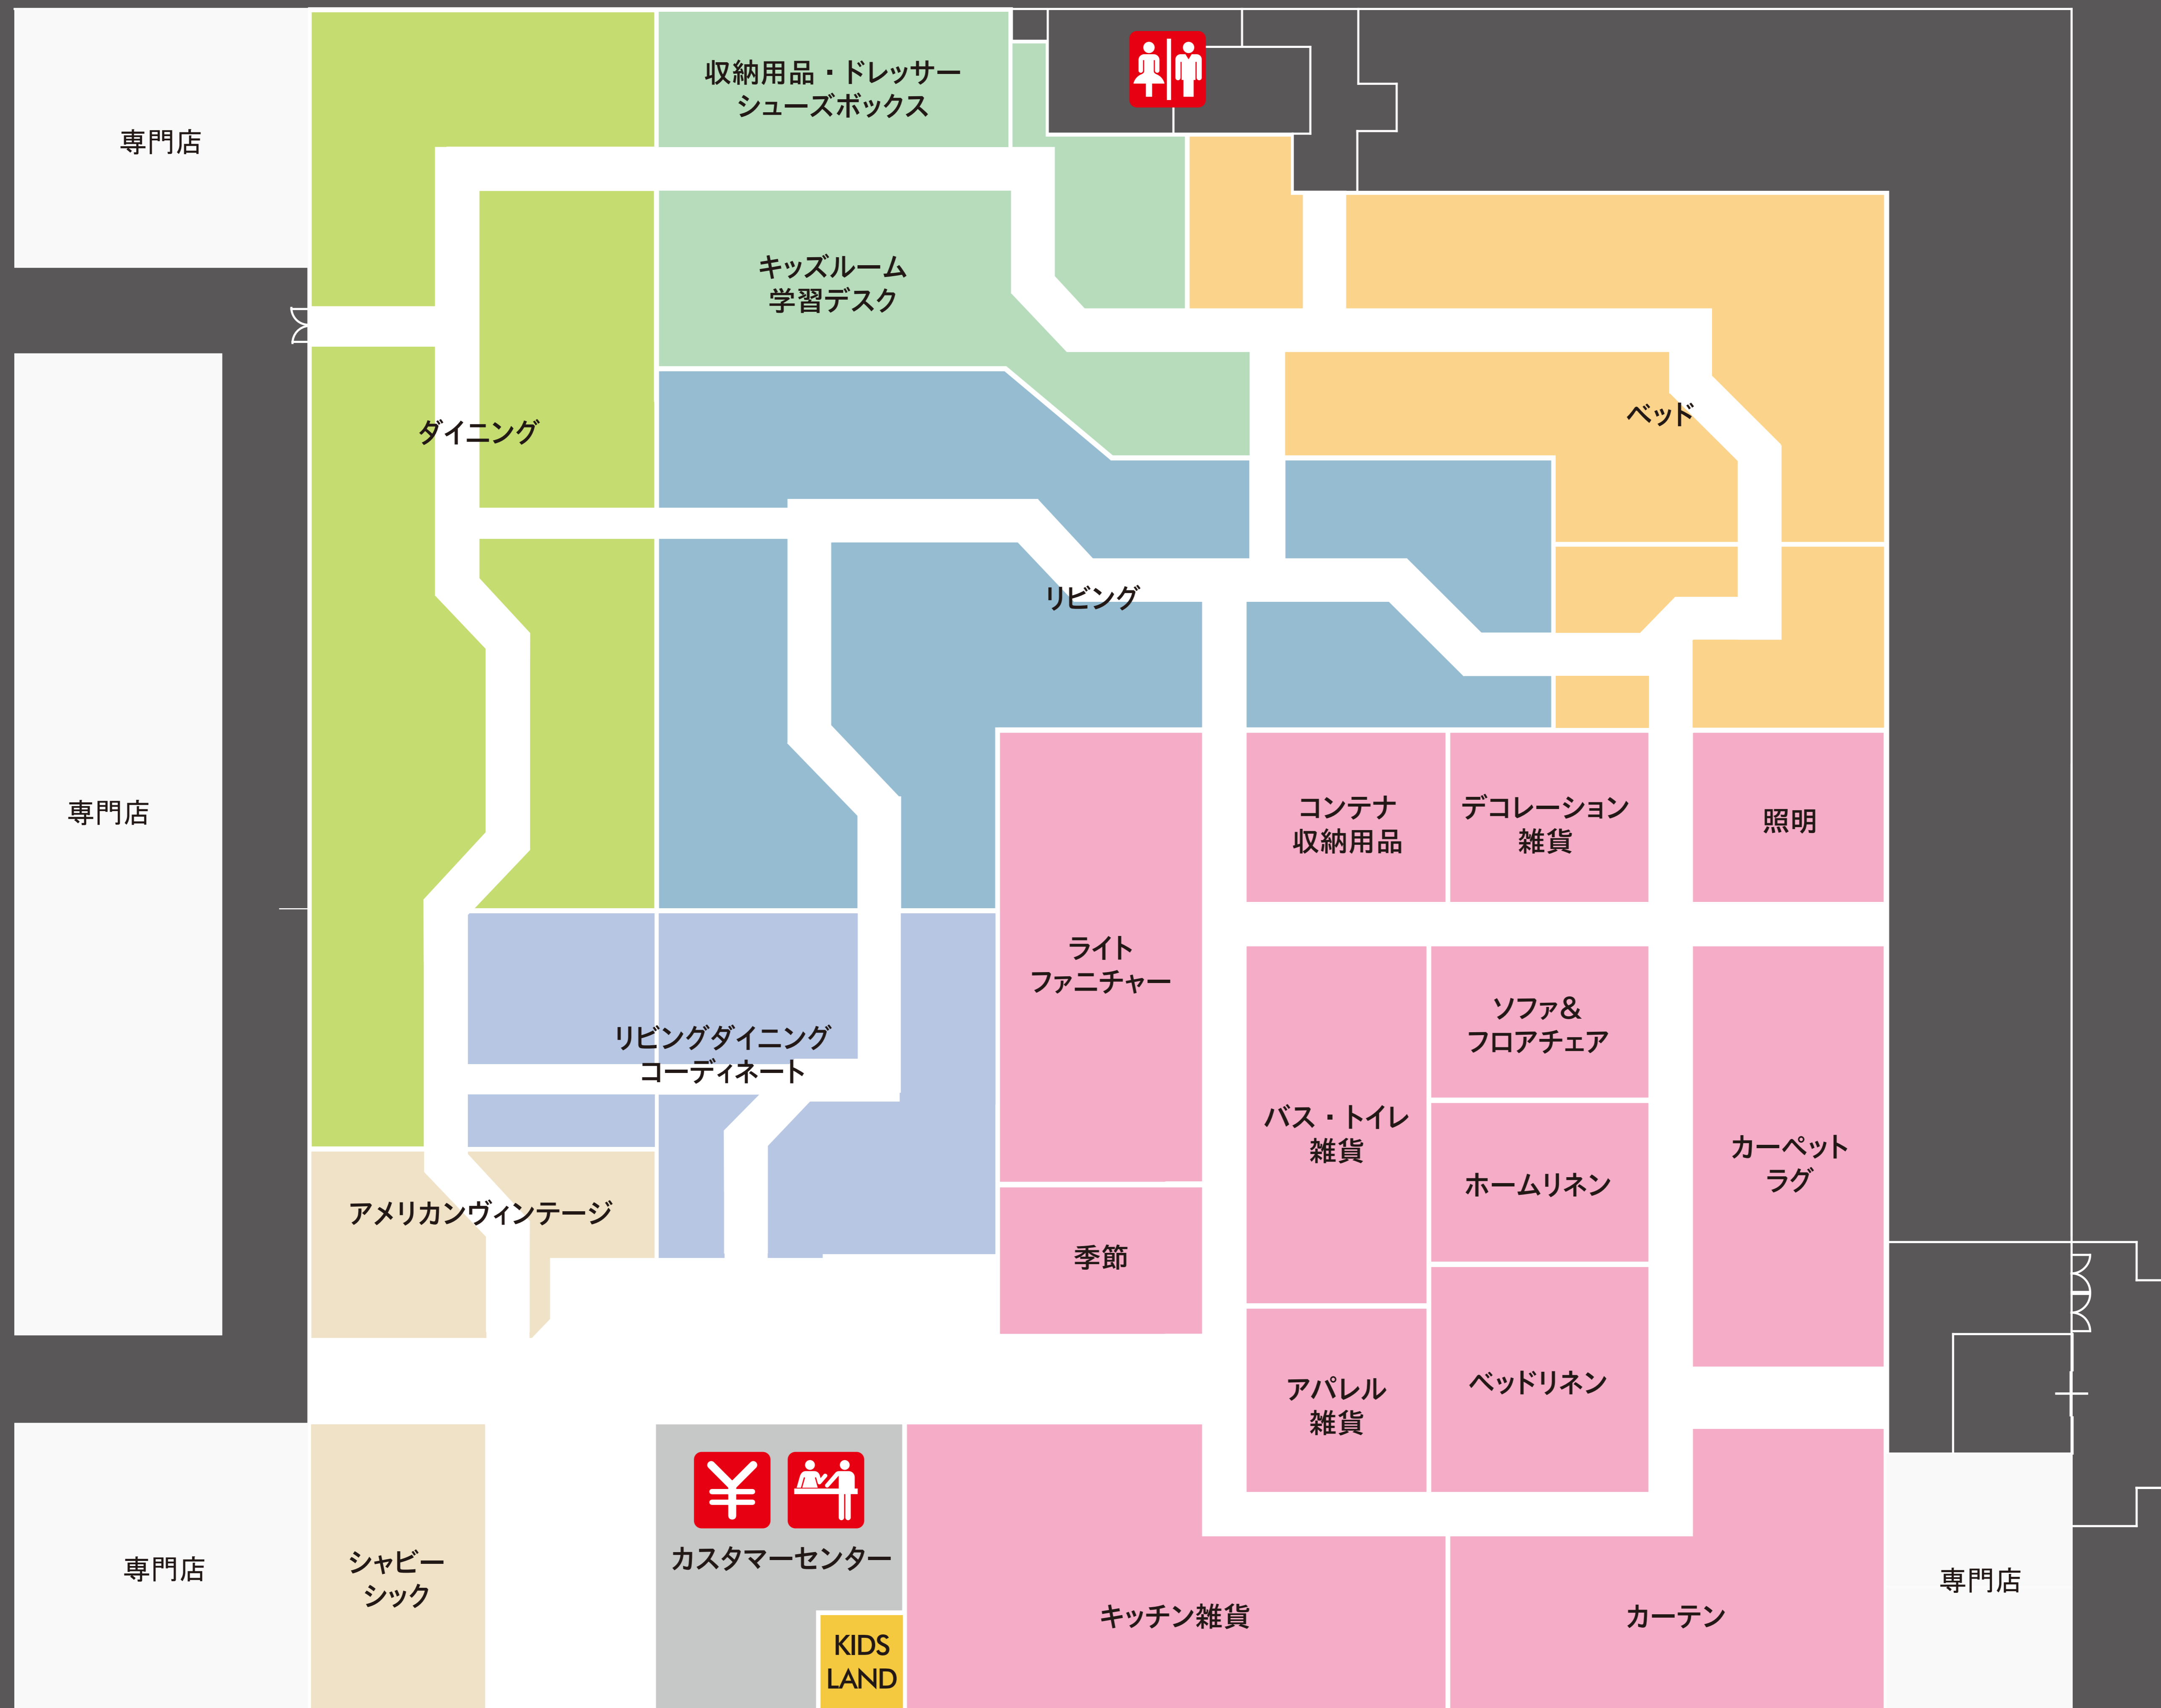 収納用品・ドレッサー
シューズボックス
専門店
キッズルーム
学習デスク
ダイニング
ベッド
リビング
専門店
コンテナ
収納用品
デコレーション
雑貨
照明
ライト
ファニチャー
ソファ&
フロアチェア
リビングダイニング
コーディネート
バス・トイレ
雑貨
カーペット
ラグ
ホームリネン
アメリカンヴィンテージ
季節
アパレル
雑貨
ベッドリネン
¥
カスタマーセンター
シャビー
シック
専門店
専門店
キッチン雑貨
カーテン
KIDS
LAND